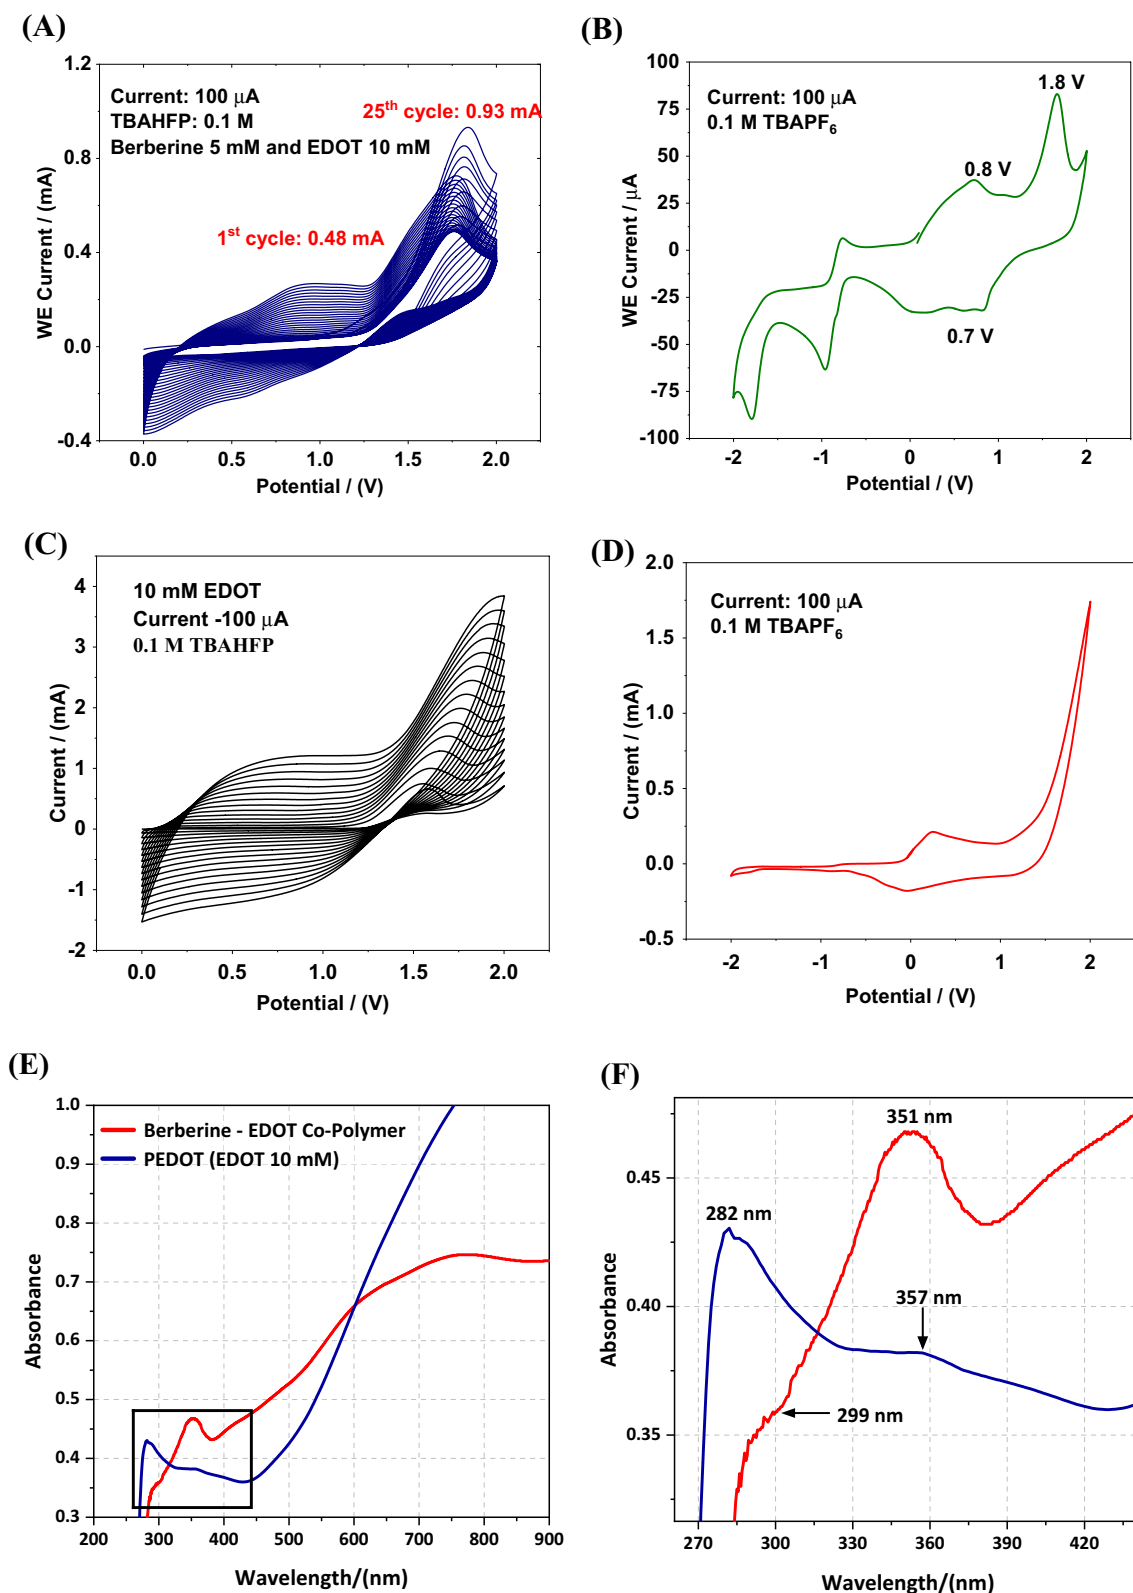 (A)
1.2
0.8
0.4
0.0
-0.4
WE Current / (mA)
Current: 100 μA
TBAHFP: 0.1 M
Berberine 5 mM and EDOT 10 mM
25th cycle: 0.93 mA
1st cycle: 0.48 mA
0.0 0.5 1.0 1.5 2.0
Potential / (V)
(B)
100
75
50
25
0
-25
-50
-75
-100
WE Current / μA
Current: 100 μA
0.1 M TBAPF6
1.8 V
0.8 V
0.7 V
-2 -1 0 1 2
Potential / (V)
(C)
4
3
2
1
0
-1
-2
Current / (mA)
10 mM EDOT
Current -100 μA
0.1 M TBAHFP
0.0 0.5 1.0 1.5 2.0
Potential / (V)
(D)
2.0
1.5
1.0
0.5
0.0
-0.5
Current / (mA)
Current: 100 μA
0.1 M TBAPF6
-2 -1 0 1 2
Potential / (V)
(E)
1.0
0.9
0.8
0.7
0.6
0.5
0.4
0.3
Absorbance
Berberine - EDOT Co-Polymer
PEDOT (EDOT 10 mM)
200 300 400 500 600 700 800 900
Wavelength/(nm)
(F)
0.45
0.40
0.35
Absorbance
351 nm
282 nm
357 nm
299 nm
270 300 330 360 390 420
Wavelength/(nm)